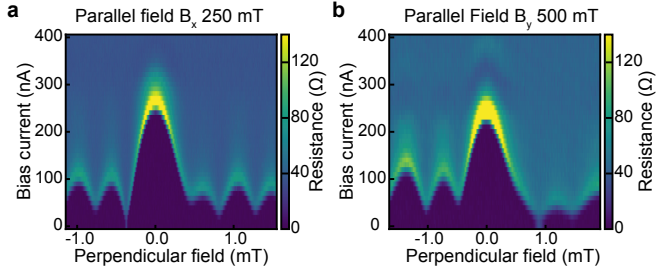 a
Parallel field Bx 250 mT
400
300
200
100
0
Bias current (nA)
-1.0
0.0
1.0
Perpendicular field (mT)
120
80
40
0
Resistance (Ω)
b
Parallel Field By 500 mT
400
300
200
100
0
Bias current (nA)
-1.0
0.0
1.0
Perpendicular field (mT)
120
80
40
0
Resistance (Ω)